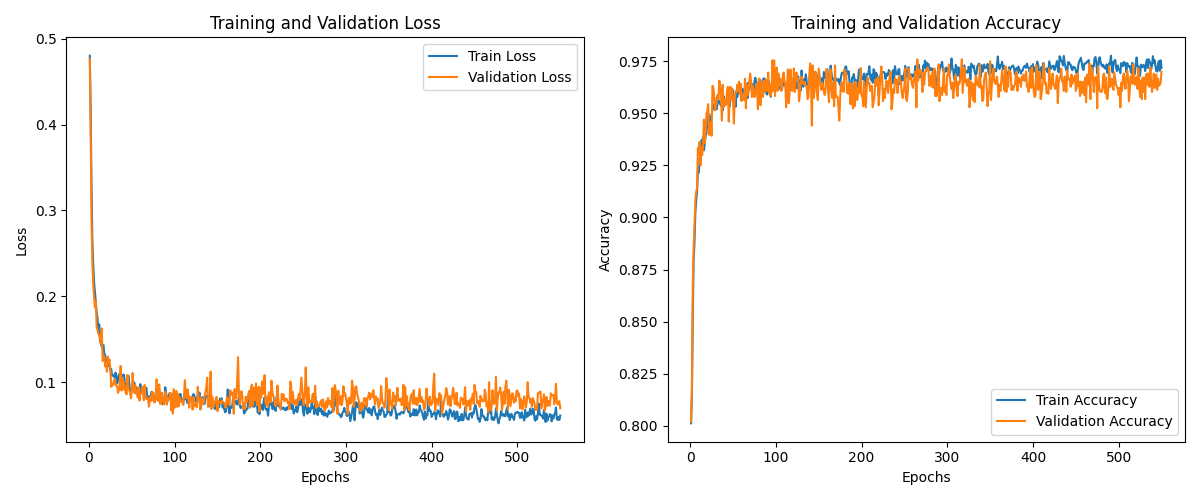 Training and Validation Loss
0.5
0.4
0.3
0.2
0.1
Loss
0
100
200
300
400
500
Epochs
Train Loss
Validation Loss
Training and Validation Accuracy
0.975
0.950
0.925
0.900
0.875
0.850
0.825
0.800
Accuracy
0
100
200
300
400
500
Epochs
Train Accuracy
Validation Accuracy